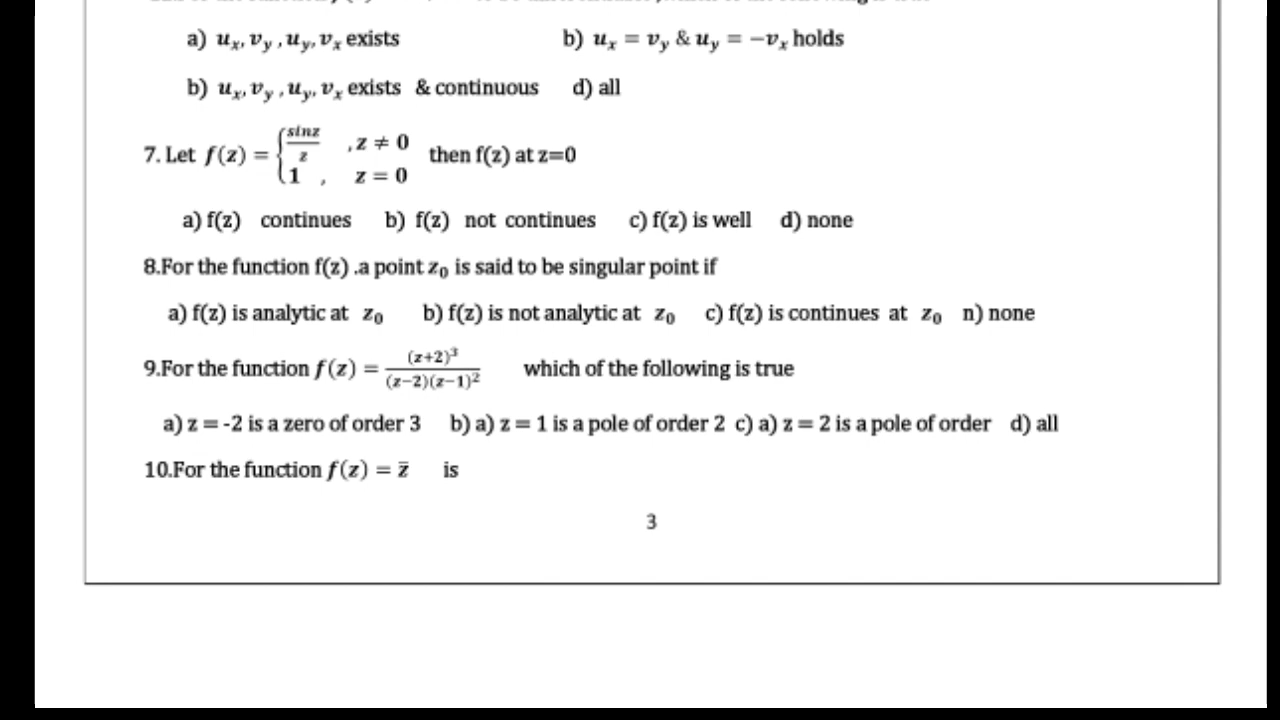 a) uₓ, vᵧ , uᵧ, vₓ exists b) uₓ = vᵧ & uᵧ = −vₓ holds
b) uₓ, vᵧ , uᵧ, vₓ exists & continuous d) all
7. Let f(z) = { sinz/z , z ≠ 0 then f(z) at z=0
1 , z = 0
a) f(z) continues b) f(z) not continues c) f(z) is well d) none
8.For the function f(z) .a point z₀ is said to be singular point if
a) f(z) is analytic at z₀ b) f(z) is not analytic at z₀ c) f(z) is continues at z₀ n) none
9.For the function f(z) = (z+2)³/(z−2)(z−1)² which of the following is true
a) z = -2 is a zero of order 3 b) a) z = 1 is a pole of order 2 c) a) z = 2 is a pole of order d) all
10.For the function f(z) = z̄ is
3